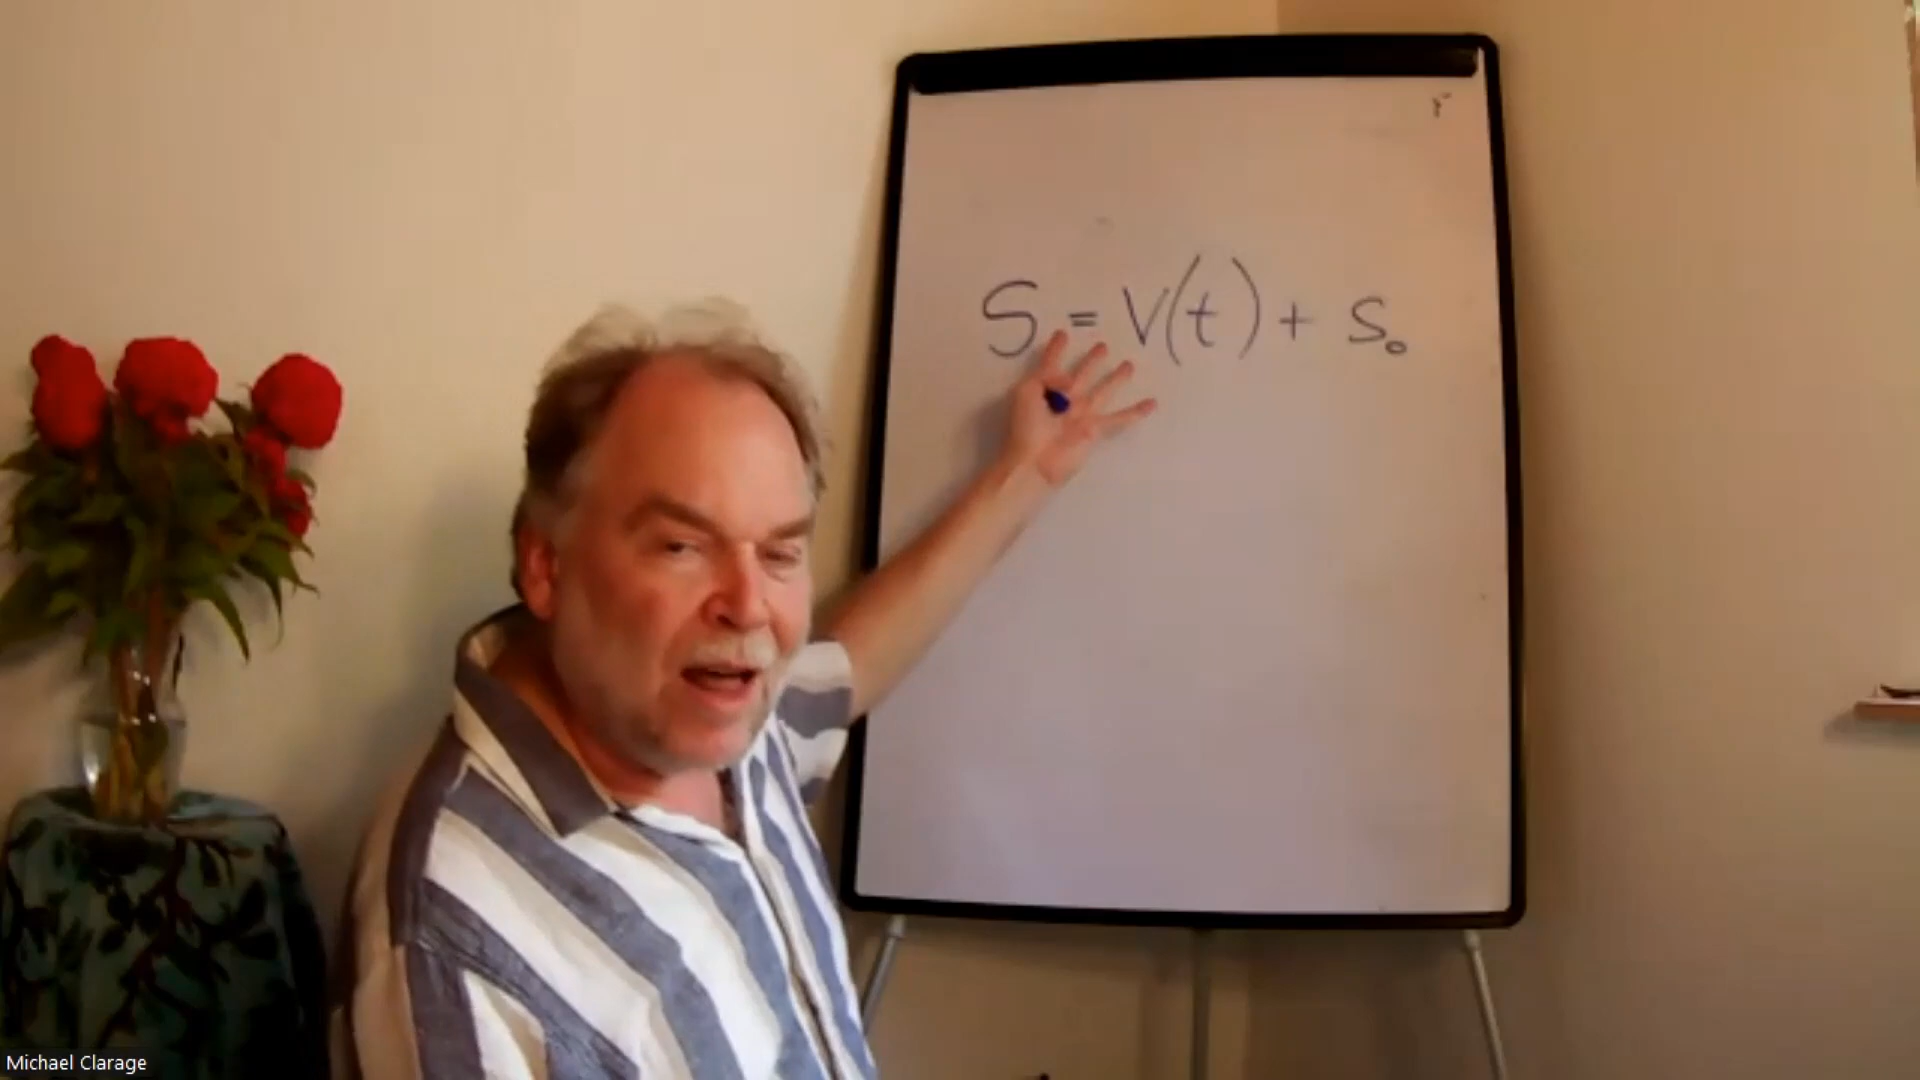 S = V(t) + S₀
Michael Clarage